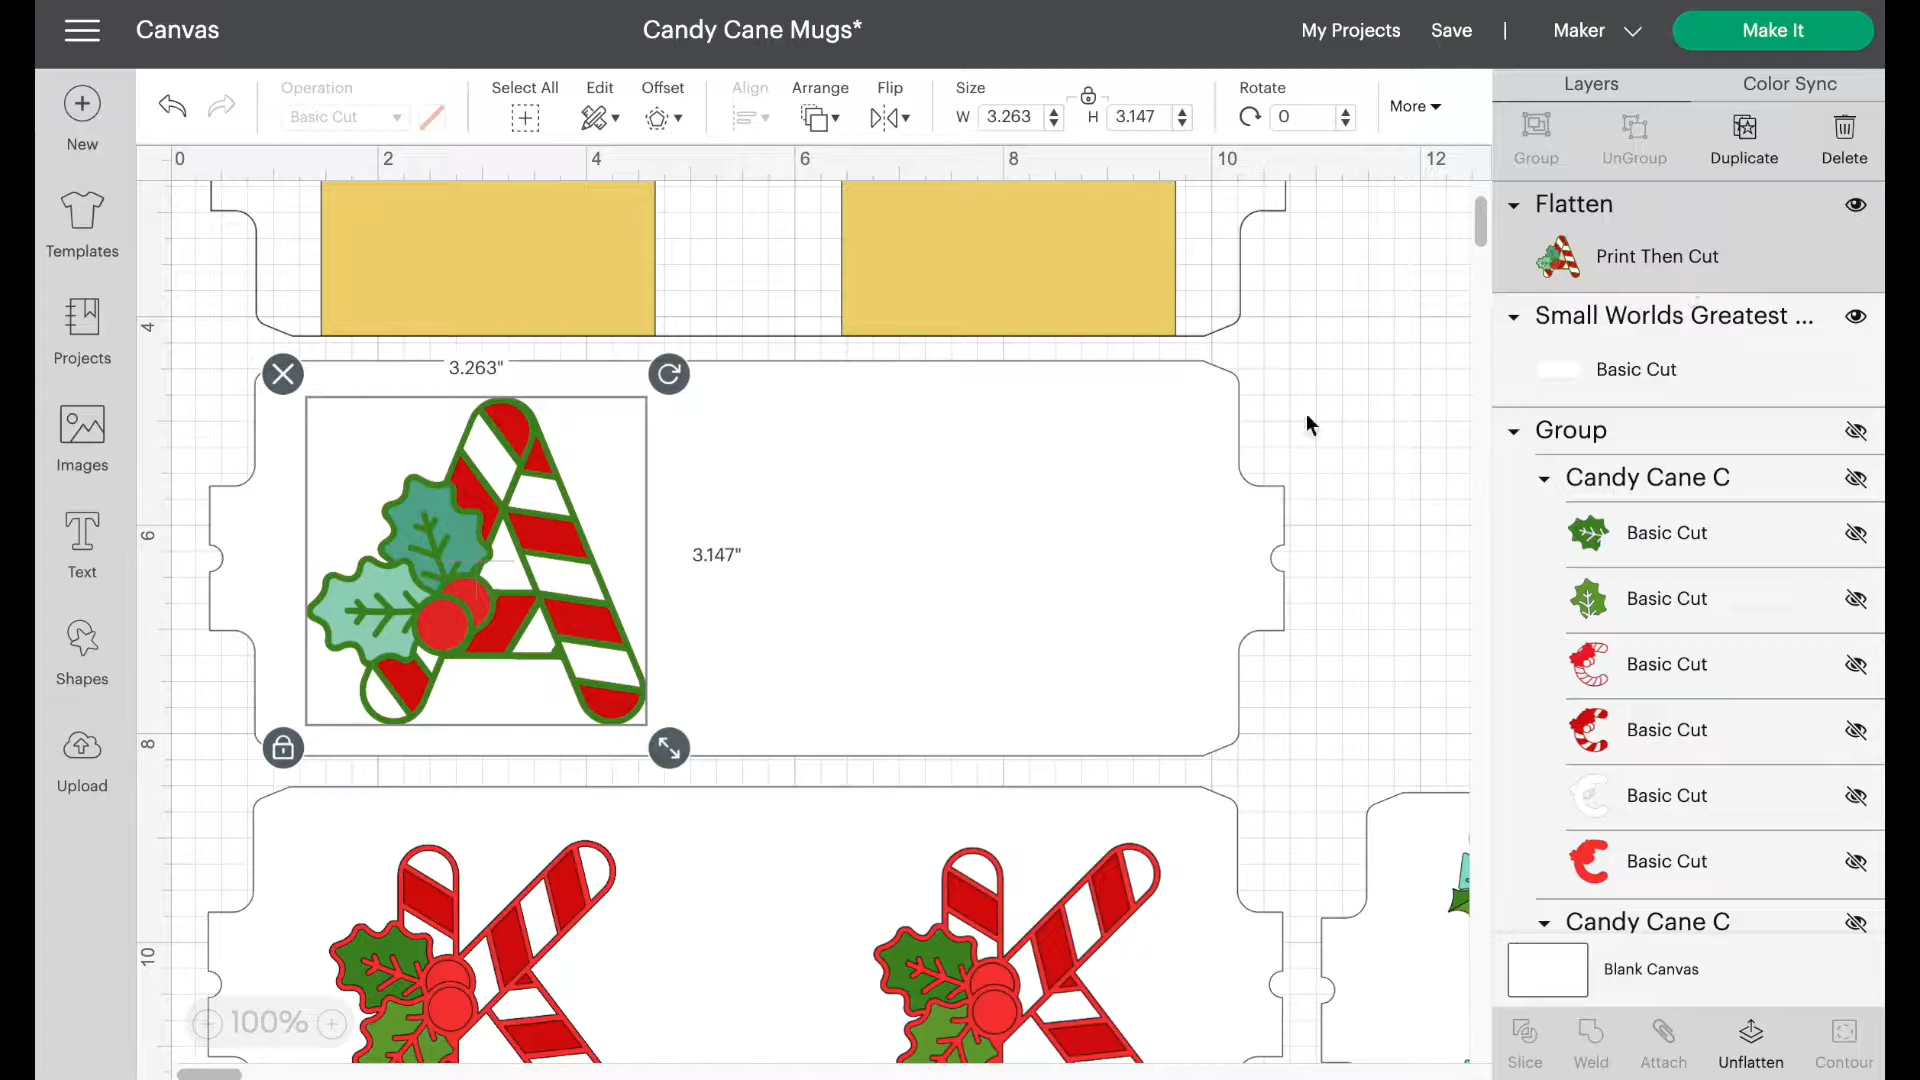 Canvas
Candy Cane Mugs*
My Projects
Save
|
Maker
Make It
New
Templates
Projects
Images
Text
Shapes
Upload
Operation
Basic Cut
Select All
Edit
Offset
Align
Arrange
Flip
Size
W 3.263
H 3.147
Rotate
0
More
0 2 4 6 8 10 12
4
6
8
10
3.263"
3.147"
100%
Layers
Color Sync
Group
UnGroup
Duplicate
Delete
Flatten
Print Then Cut
Small Worlds Greatest ...
Basic Cut
Group
Candy Cane C
Basic Cut
Basic Cut
Basic Cut
Basic Cut
Basic Cut
Basic Cut
Candy Cane C
Blank Canvas
Slice
Weld
Attach
Unflatten
Contour